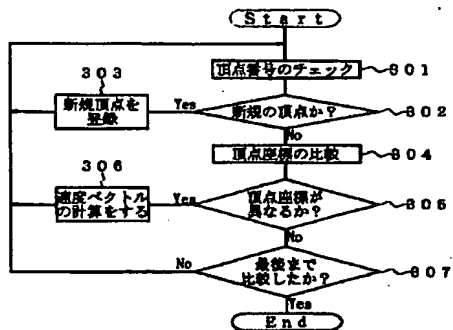 Start
頂点番号のチェック
301
303
新規頂点を
登録
Yes
新規の頂点か?
302
No
頂点座標の比較
304
306
速度ベクトル
の計算をする
Yes
頂点座標が
異なるか?
305
No
No
最後まで
比較したか?
307
Yes
End